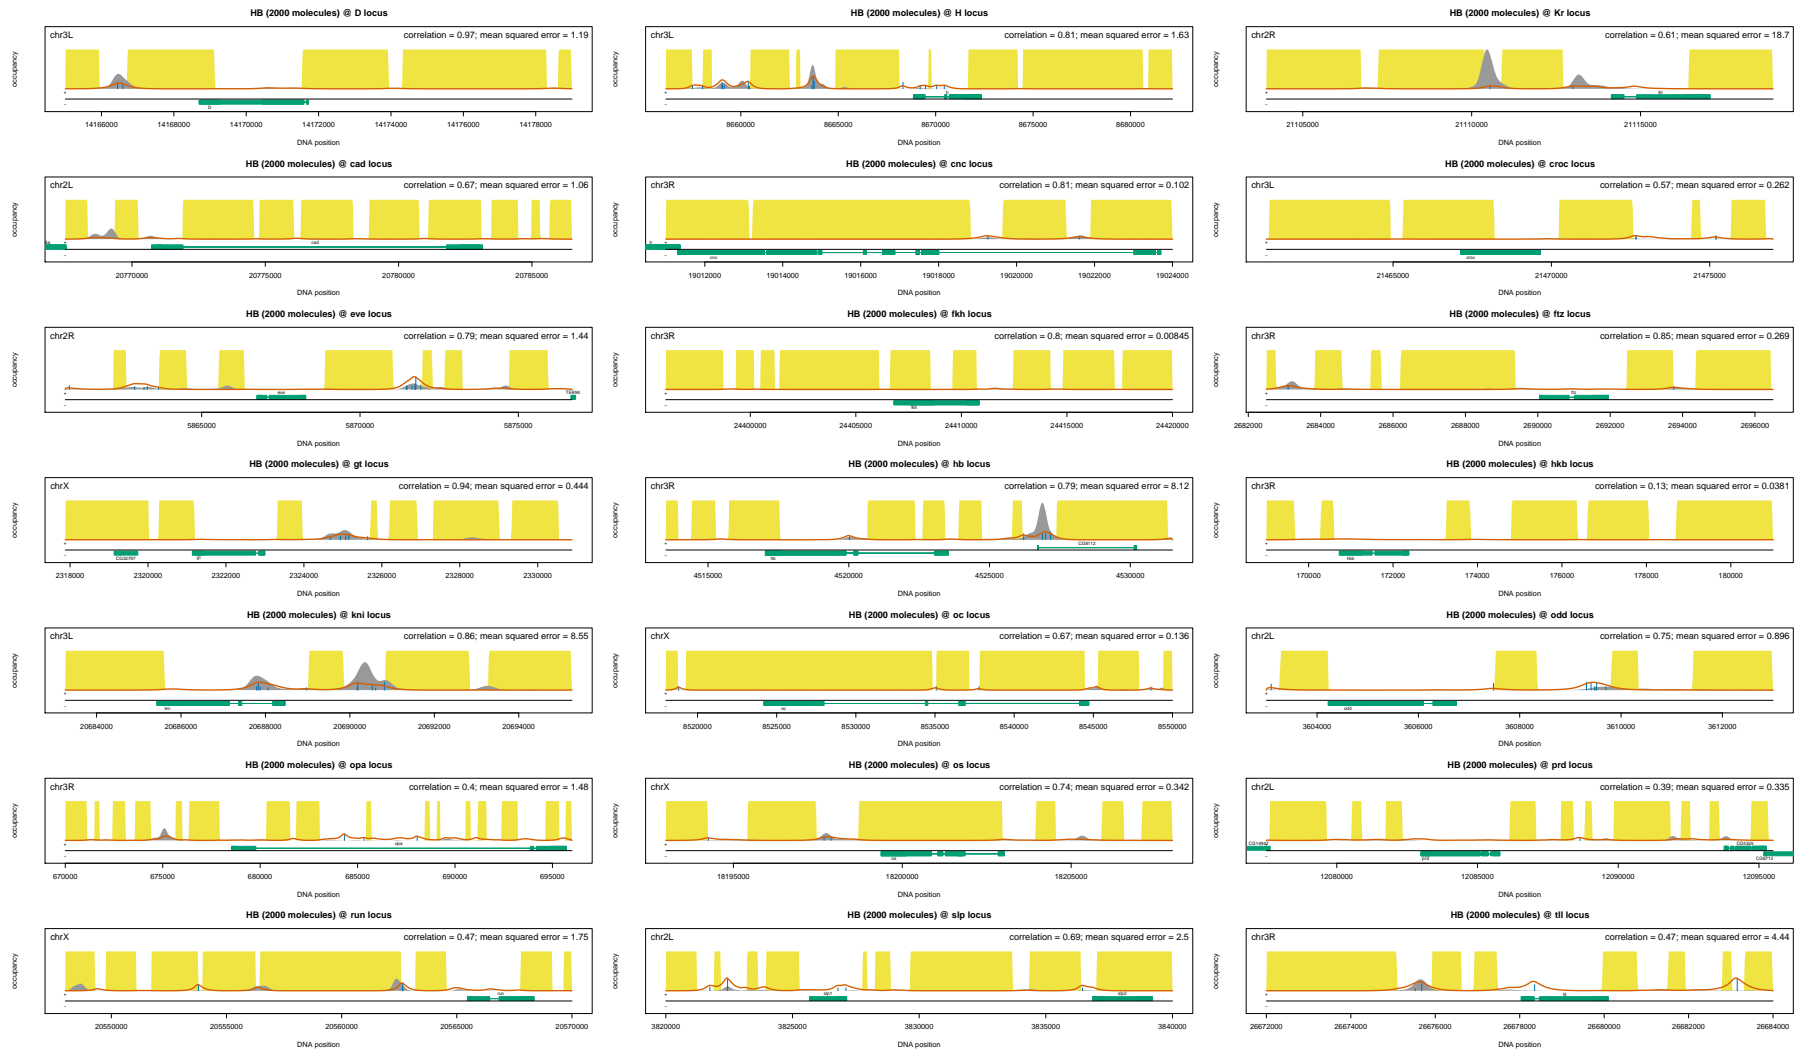 HB (2000 molecules) @ D locus
chr3L
correlation = 0.97; mean squared error = 1.19
occupancy
+
−
D
14166000 14168000 14170000 14172000 14174000 14176000 14178000
DNA position
HB (2000 molecules) @ H locus
chr3L
correlation = 0.81; mean squared error = 1.63
occupancy
+
−
h
8660000 8665000 8670000 8675000 8680000
DNA position
HB (2000 molecules) @ Kr locus
chr2R
correlation = 0.61; mean squared error = 18.7
occupancy
+
−
Kr
21105000 21110000 21115000
DNA position
HB (2000 molecules) @ cad locus
chr2L
correlation = 0.67; mean squared error = 1.06
occupancy
+
−
cad
20770000 20775000 20780000 20785000
DNA position
HB (2000 molecules) @ cnc locus
chr3R
correlation = 0.81; mean squared error = 0.102
occupancy
+
−
cnc
19012000 19014000 19016000 19018000 19020000 19022000 19024000
DNA position
HB (2000 molecules) @ croc locus
chr3L
correlation = 0.57; mean squared error = 0.262
occupancy
+
−
croc
21465000 21470000 21475000
DNA position
HB (2000 molecules) @ eve locus
chr2R
correlation = 0.79; mean squared error = 1.44
occupancy
+
−
eve
5865000 5870000 5875000
DNA position
HB (2000 molecules) @ fkh locus
chr3R
correlation = 0.8; mean squared error = 0.00845
occupancy
+
−
fkh
24400000 24405000 24410000 24415000 24420000
DNA position
HB (2000 molecules) @ ftz locus
chr3R
correlation = 0.85; mean squared error = 0.269
occupancy
+
−
ftz
2682000 2684000 2686000 2688000 2690000 2692000 2694000 2696000
DNA position
HB (2000 molecules) @ gt locus
chrX
correlation = 0.94; mean squared error = 0.444
occupancy
+
−
CG32797
2318000 2320000 2322000 2324000 2326000 2328000 2330000
DNA position
HB (2000 molecules) @ hb locus
chr3R
correlation = 0.79; mean squared error = 8.12
occupancy
+
−
hb
CG8112
4515000 4520000 4525000 4530000
DNA position
HB (2000 molecules) @ hkb locus
chr3R
correlation = 0.13; mean squared error = 0.0381
occupancy
+
−
hkb
170000 172000 174000 176000 178000 180000
DNA position
HB (2000 molecules) @ kni locus
chr3L
correlation = 0.86; mean squared error = 8.55
occupancy
+
−
kni
20684000 20686000 20688000 20690000 20692000 20694000
DNA position
HB (2000 molecules) @ oc locus
chrX
correlation = 0.67; mean squared error = 0.136
occupancy
+
−
oc
8520000 8525000 8530000 8535000 8540000 8545000 8550000
DNA position
HB (2000 molecules) @ odd locus
chr2L
correlation = 0.75; mean squared error = 0.896
occupancy
+
−
odd
3604000 3606000 3608000 3610000 3612000
DNA position
HB (2000 molecules) @ opa locus
chr3R
correlation = 0.4; mean squared error = 1.48
occupancy
+
−
opa
670000 675000 680000 685000 690000 695000
DNA position
HB (2000 molecules) @ os locus
chrX
correlation = 0.74; mean squared error = 0.342
occupancy
+
−
os
18195000 18200000 18205000
DNA position
HB (2000 molecules) @ prd locus
chr2L
correlation = 0.39; mean squared error = 0.335
occupancy
+
−
prd
12080000 12085000 12090000 12095000
DNA position
HB (2000 molecules) @ run locus
chrX
correlation = 0.47; mean squared error = 1.75
occupancy
+
−
run
20550000 20555000 20560000 20565000 20570000
DNA position
HB (2000 molecules) @ slp locus
chr2L
correlation = 0.69; mean squared error = 2.5
occupancy
+
−
slp1 slp2
3820000 3825000 3830000 3835000 3840000
DNA position
HB (2000 molecules) @ tll locus
chr3R
correlation = 0.47; mean squared error = 4.44
occupancy
+
−
tll
26672000 26674000 26676000 26678000 26680000 26682000 26684000
DNA position